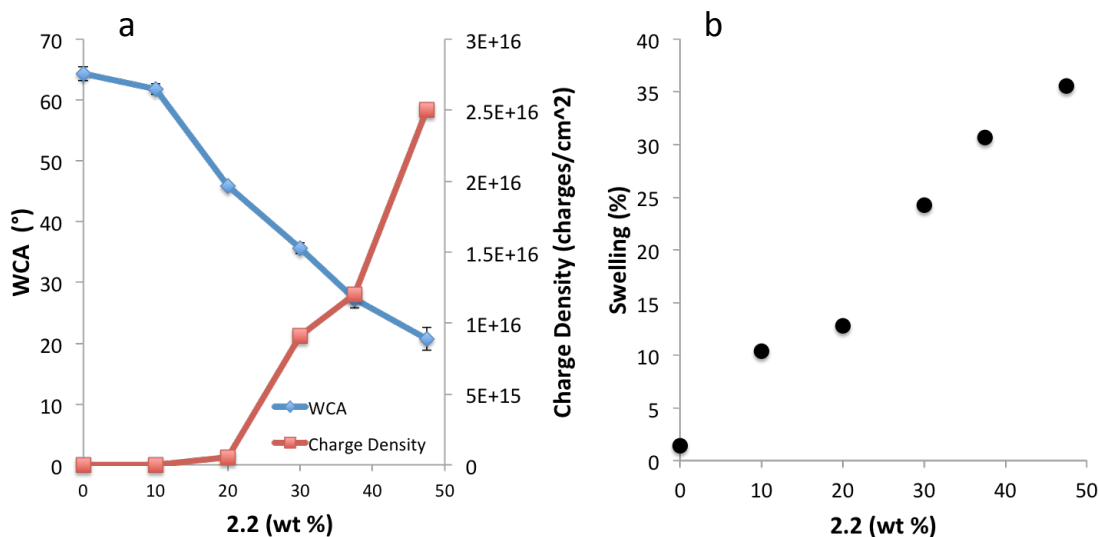 a
70
60
50
40
30
20
10
0
WCA (°)
3E+16
2.5E+16
2E+16
1.5E+16
1E+16
5E+15
0
Charge Density (charges/cm^2)
WCA
Charge Density
0 10 20 30 40 50
2.2 (wt %)
b
40
35
30
25
20
15
10
5
0
Swelling (%)
0 10 20 30 40 50
2.2 (wt %)